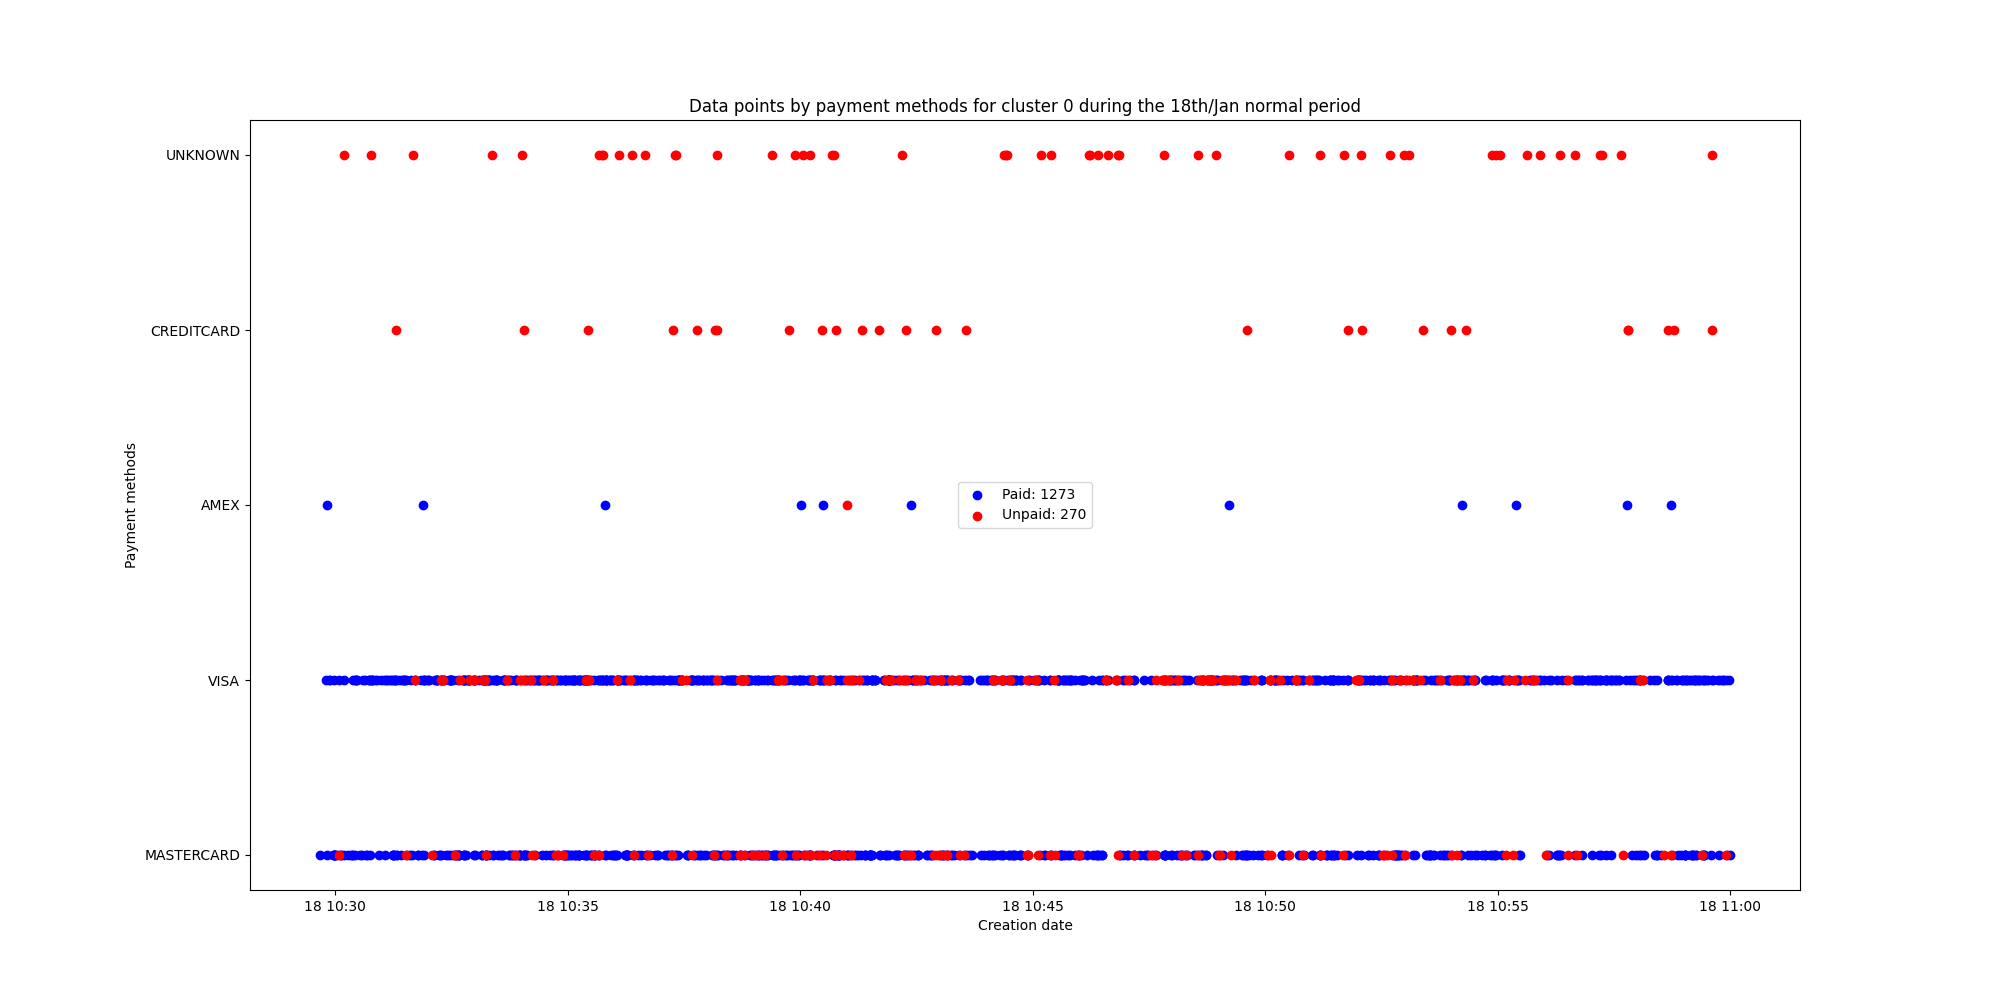 Data points by payment methods for cluster 0 during the 18th/Jan normal period
UNKNOWN
CREDITCARD
AMEX
VISA
MASTERCARD
Payment methods
Paid: 1273
Unpaid: 270
18 10:30
18 10:35
18 10:40
18 10:45
18 10:50
18 10:55
18 11:00
Creation date